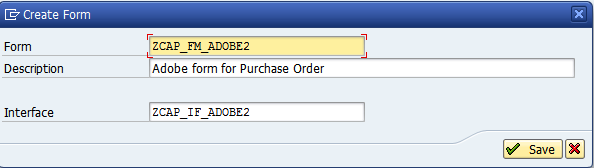 Create Form
Form ZCAP_FM_ADOBE2
Description Adobe form for Purchase Order
Interface ZCAP_IF_ADOBE2
Save